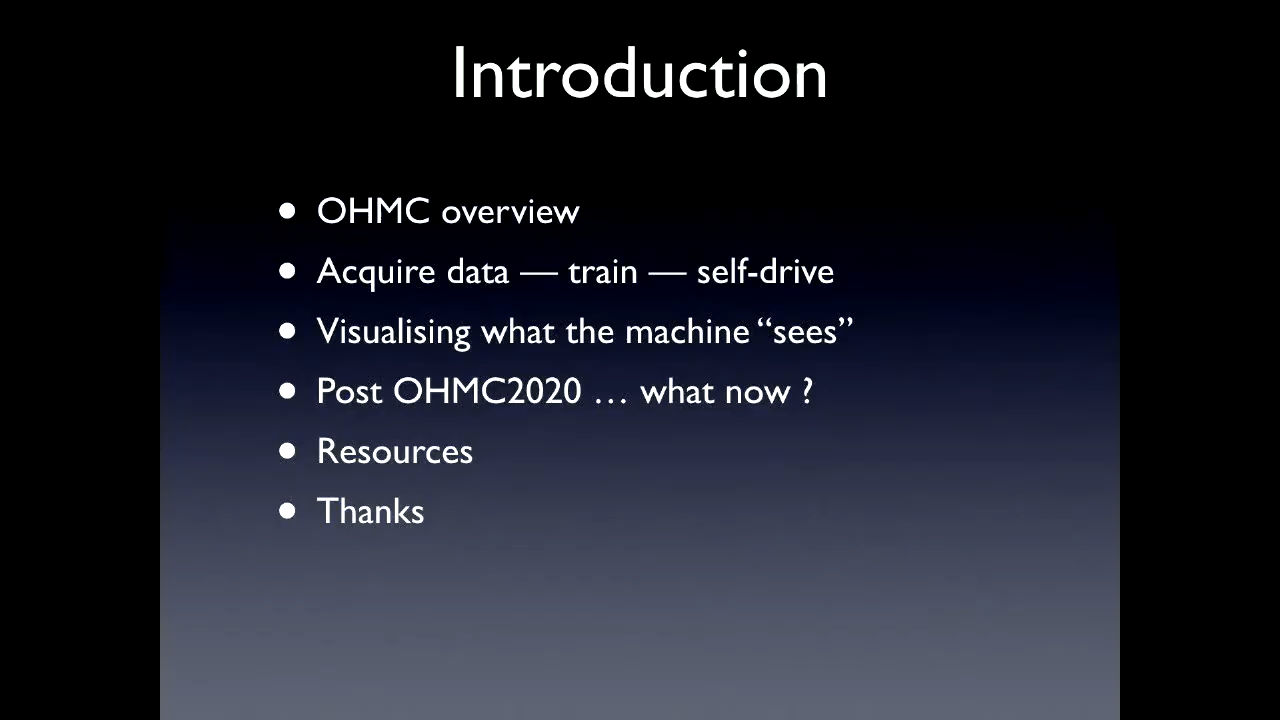 Introduction
• OHMC overview
• Acquire data — train — self-drive
• Visualising what the machine “sees”
• Post OHMC2020 … what now ?
• Resources
• Thanks